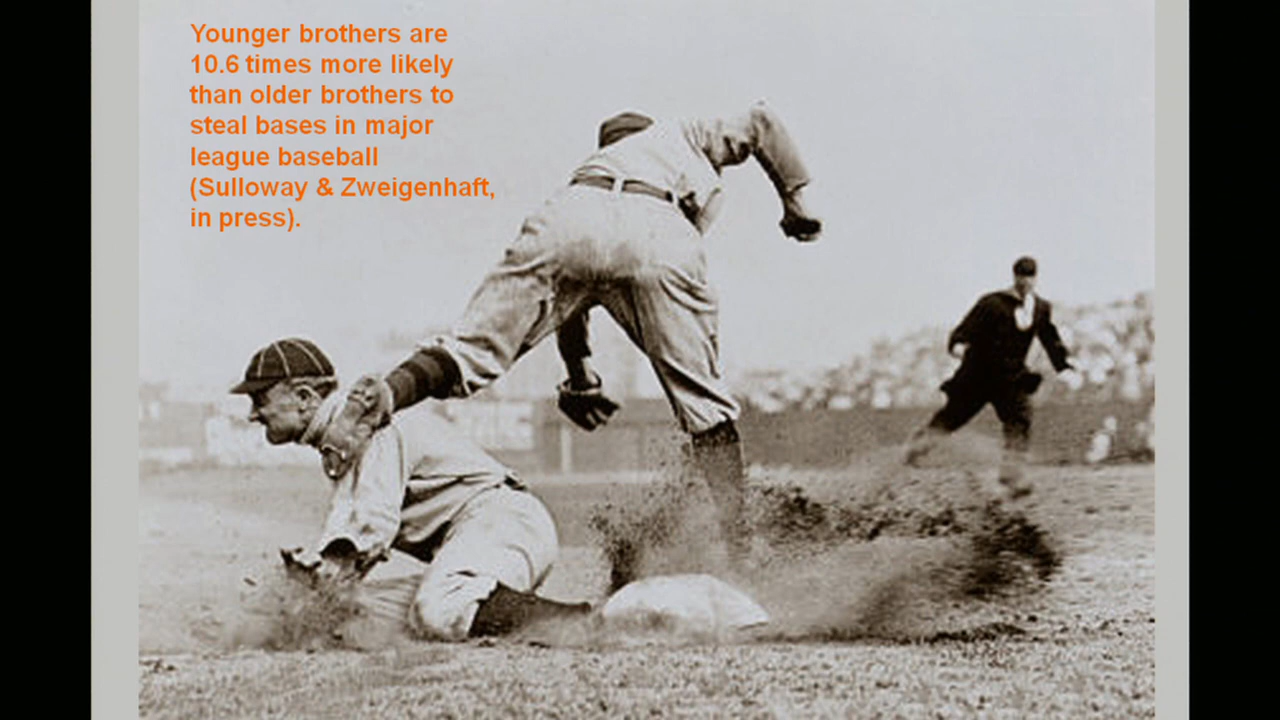 Younger brothers are
10.6 times more likely
than older brothers to
steal bases in major
league baseball
(Sulloway & Zweigenhaft,
in press).